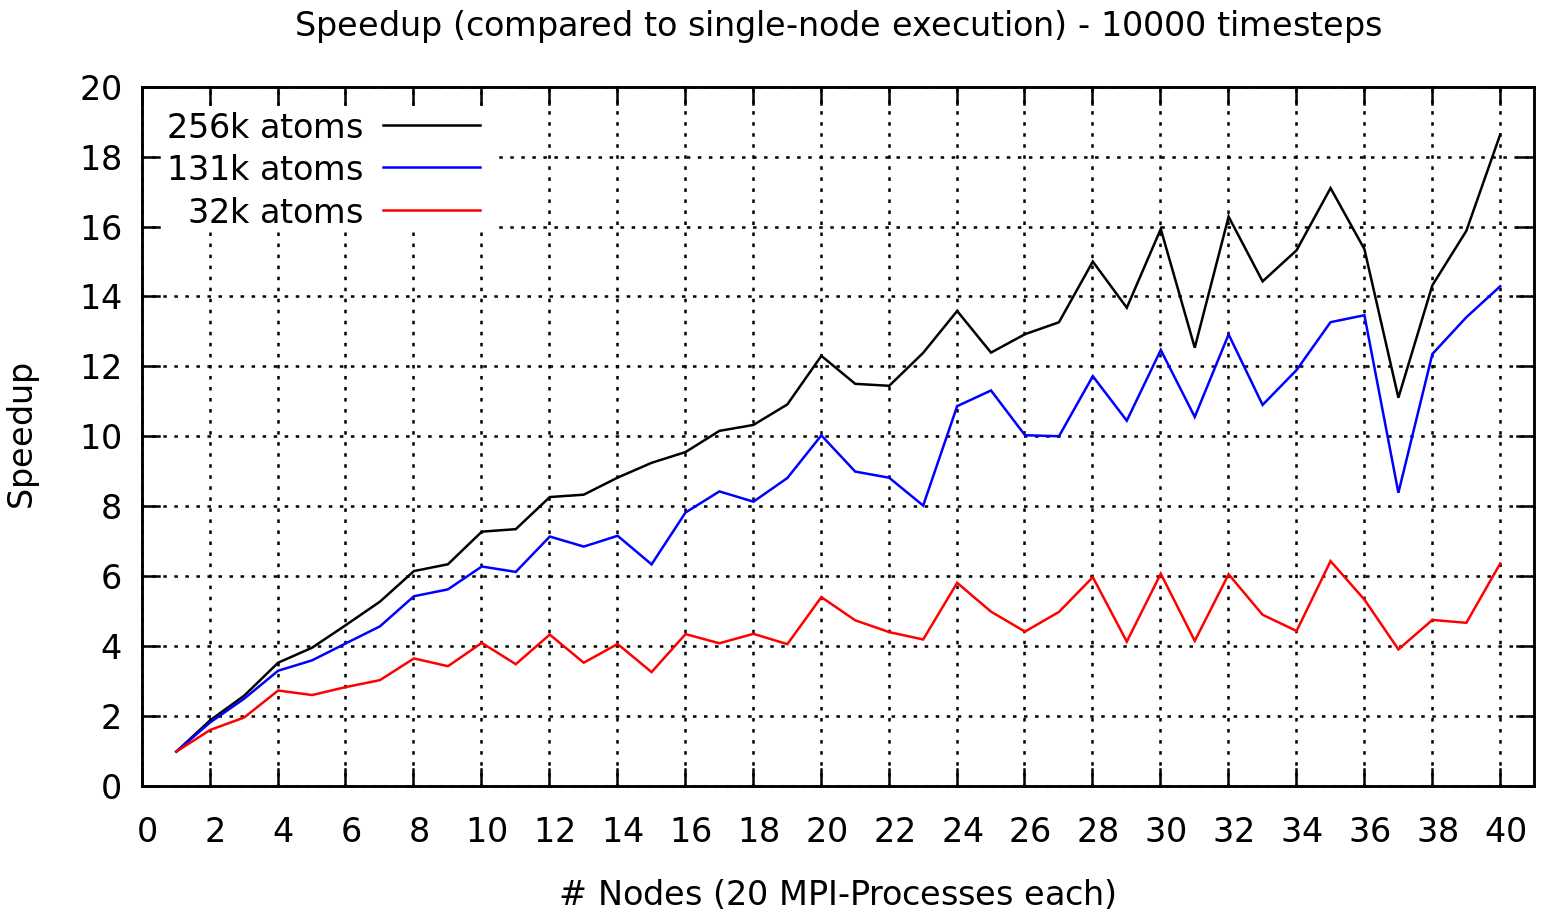 Speedup (compared to single-node execution) - 10000 timesteps
20
18
16
14
12
10
8
6
4
2
0
256k atoms
131k atoms
32k atoms
Speedup
0 2 4 6 8 10 12 14 16 18 20 22 24 26 28 30 32 34 36 38 40
# Nodes (20 MPI-Processes each)